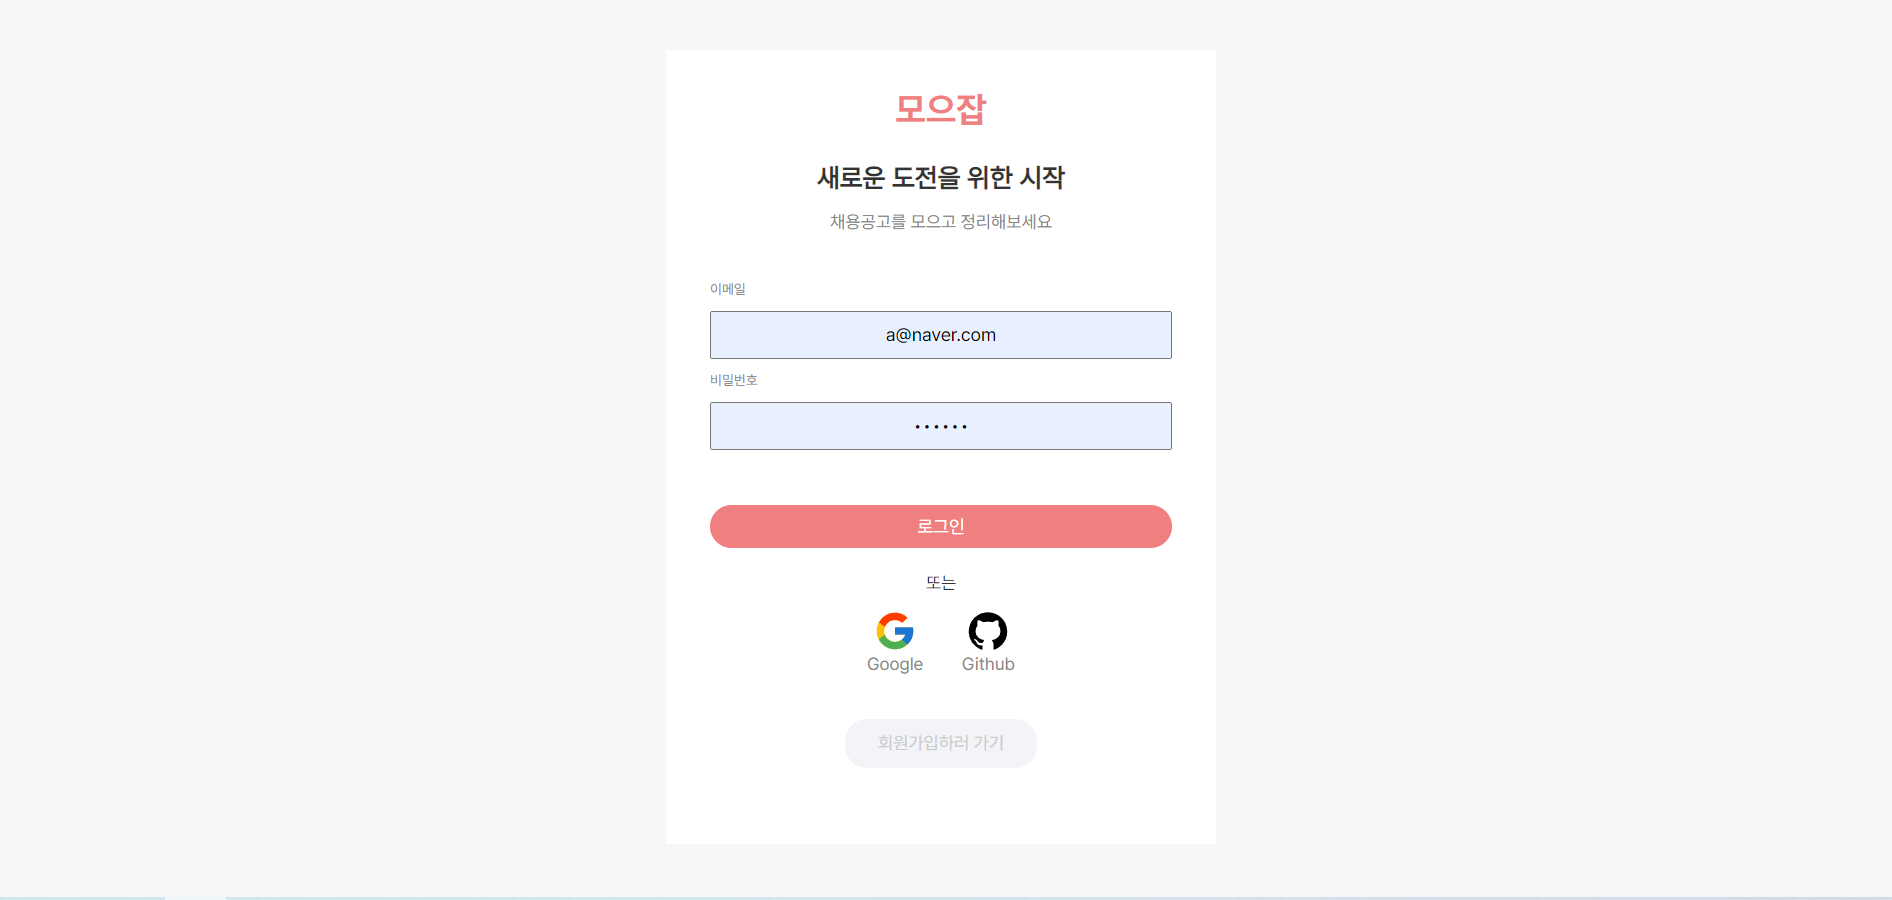 모으잡
새로운 도전을 위한 시작
채용공고를 모으고 정리해보세요
이메일
a@naver.com
비밀번호
••••••
로그인
또는
Google Github
회원가입하러 가기